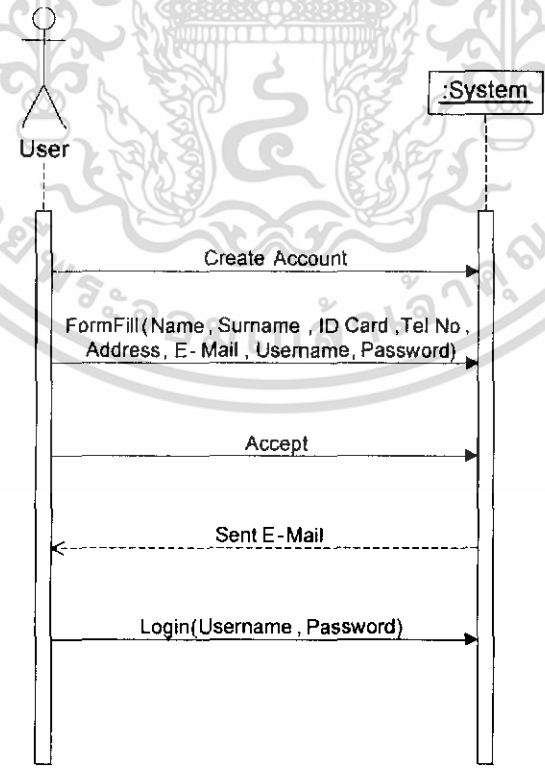 :System
User
Create Account
FormFill(Name, Surname , ID Card ,Tel No ,
Address, E-Mail , Username, Password)
Accept
Sent E-Mail
Login(Username , Password)